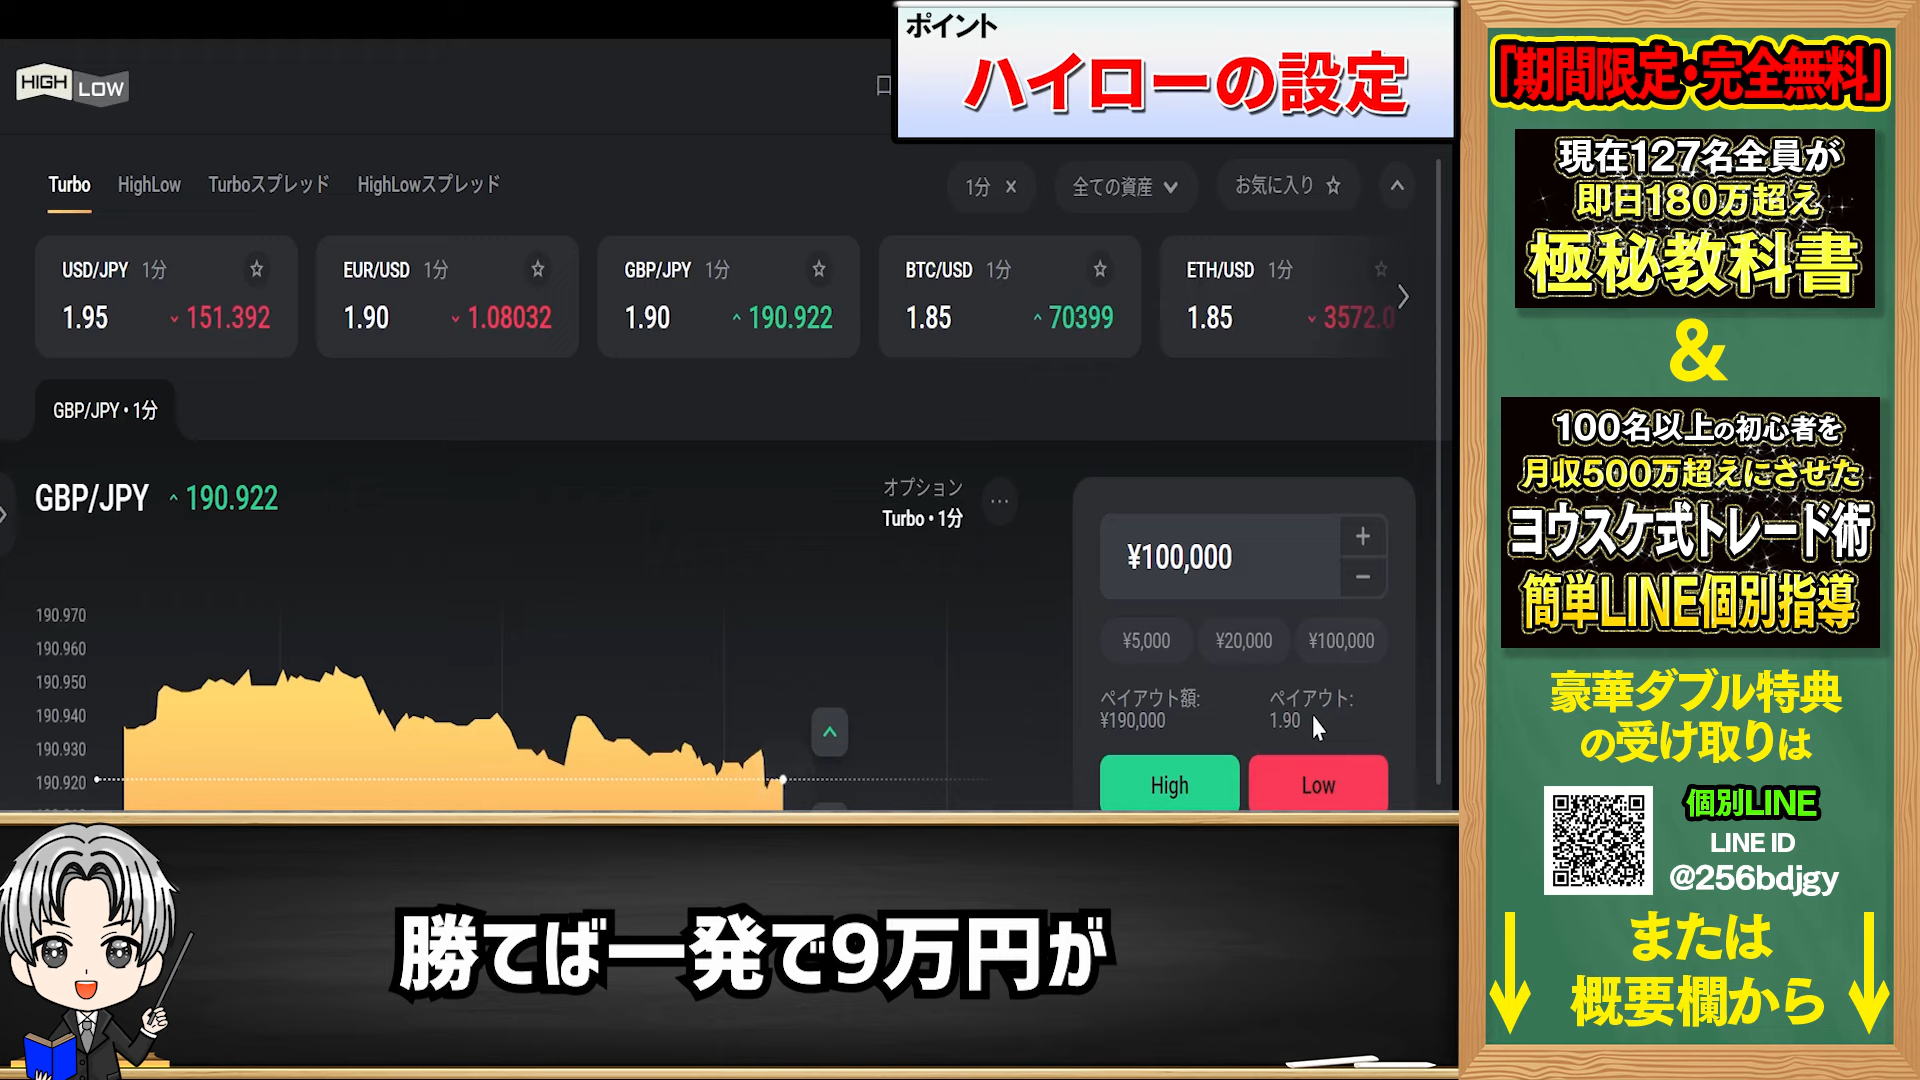 ポイント
ハイローの設定
HIGH LOW
Turbo HighLow Turboスプレッド HighLowスプレッド
1分 × 全ての資産 お気に入り
USD/JPY 1分
1.95 151.392
EUR/USD 1分
1.90 1.08032
GBP/JPY 1分
1.90 190.922
BTC/USD 1分
1.85 70399
ETH/USD 1分
1.85 3572.0
GBP/JPY • 1分
GBP/JPY 190.922
オプション
Turbo • 1分
190.970
190.960
190.950
190.940
190.930
190.920
¥100,000
+
−
¥5,000 ¥20,000 ¥100,000
ペイアウト額: ペイアウト:
¥190,000 1.90
High Low
勝てば一発で9万円が
「期間限定・完全無料」
現在127名全員が
即日180万超え
極秘教科書
&
100名以上の初心者を
月収500万超えにさせた
ヨウスケ式トレード術
簡単LINE個別指導
豪華ダブル特典
の受け取りは
個別LINE
LINE ID
@256bdjgy
または
概要欄から